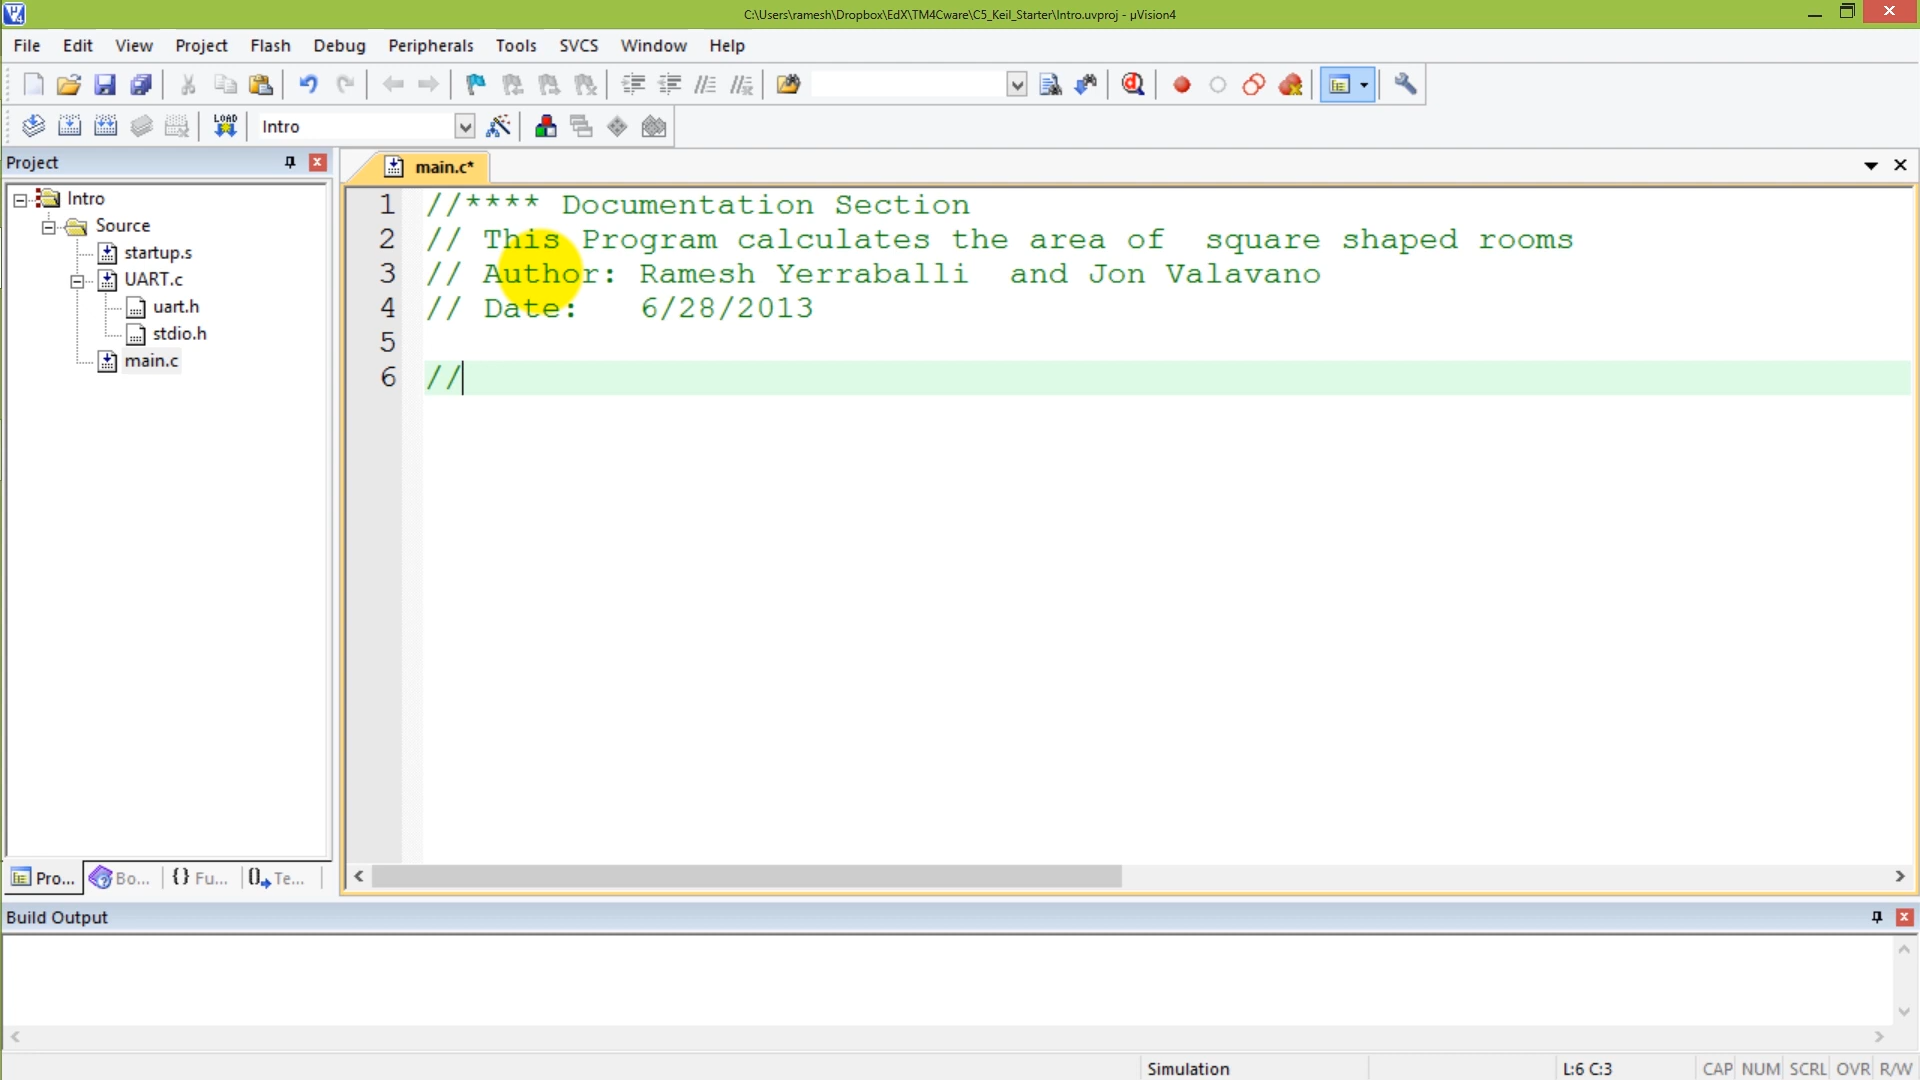 C:\Users\ramesh\Dropbox\EdX\TM4Cware\C5_Keil_Starter\Intro.uvproj - µVision4
File Edit View Project Flash Debug Peripherals Tools SVCS Window Help
LOAD Intro
Project
main.c*
Intro
Source
startup.s
UART.c
uart.h
stdio.h
main.c
1 //**** Documentation Section
2 // This Program calculates the area of  square shaped rooms
3 // Author: Ramesh Yerraballi  and Jon Valavano
4 // Date:   6/28/2013
5
6 //
Pro... Bo... {} Fu... Te...
Build Output
Simulation L:6 C:3 CAP NUM SCRL OVR R/W